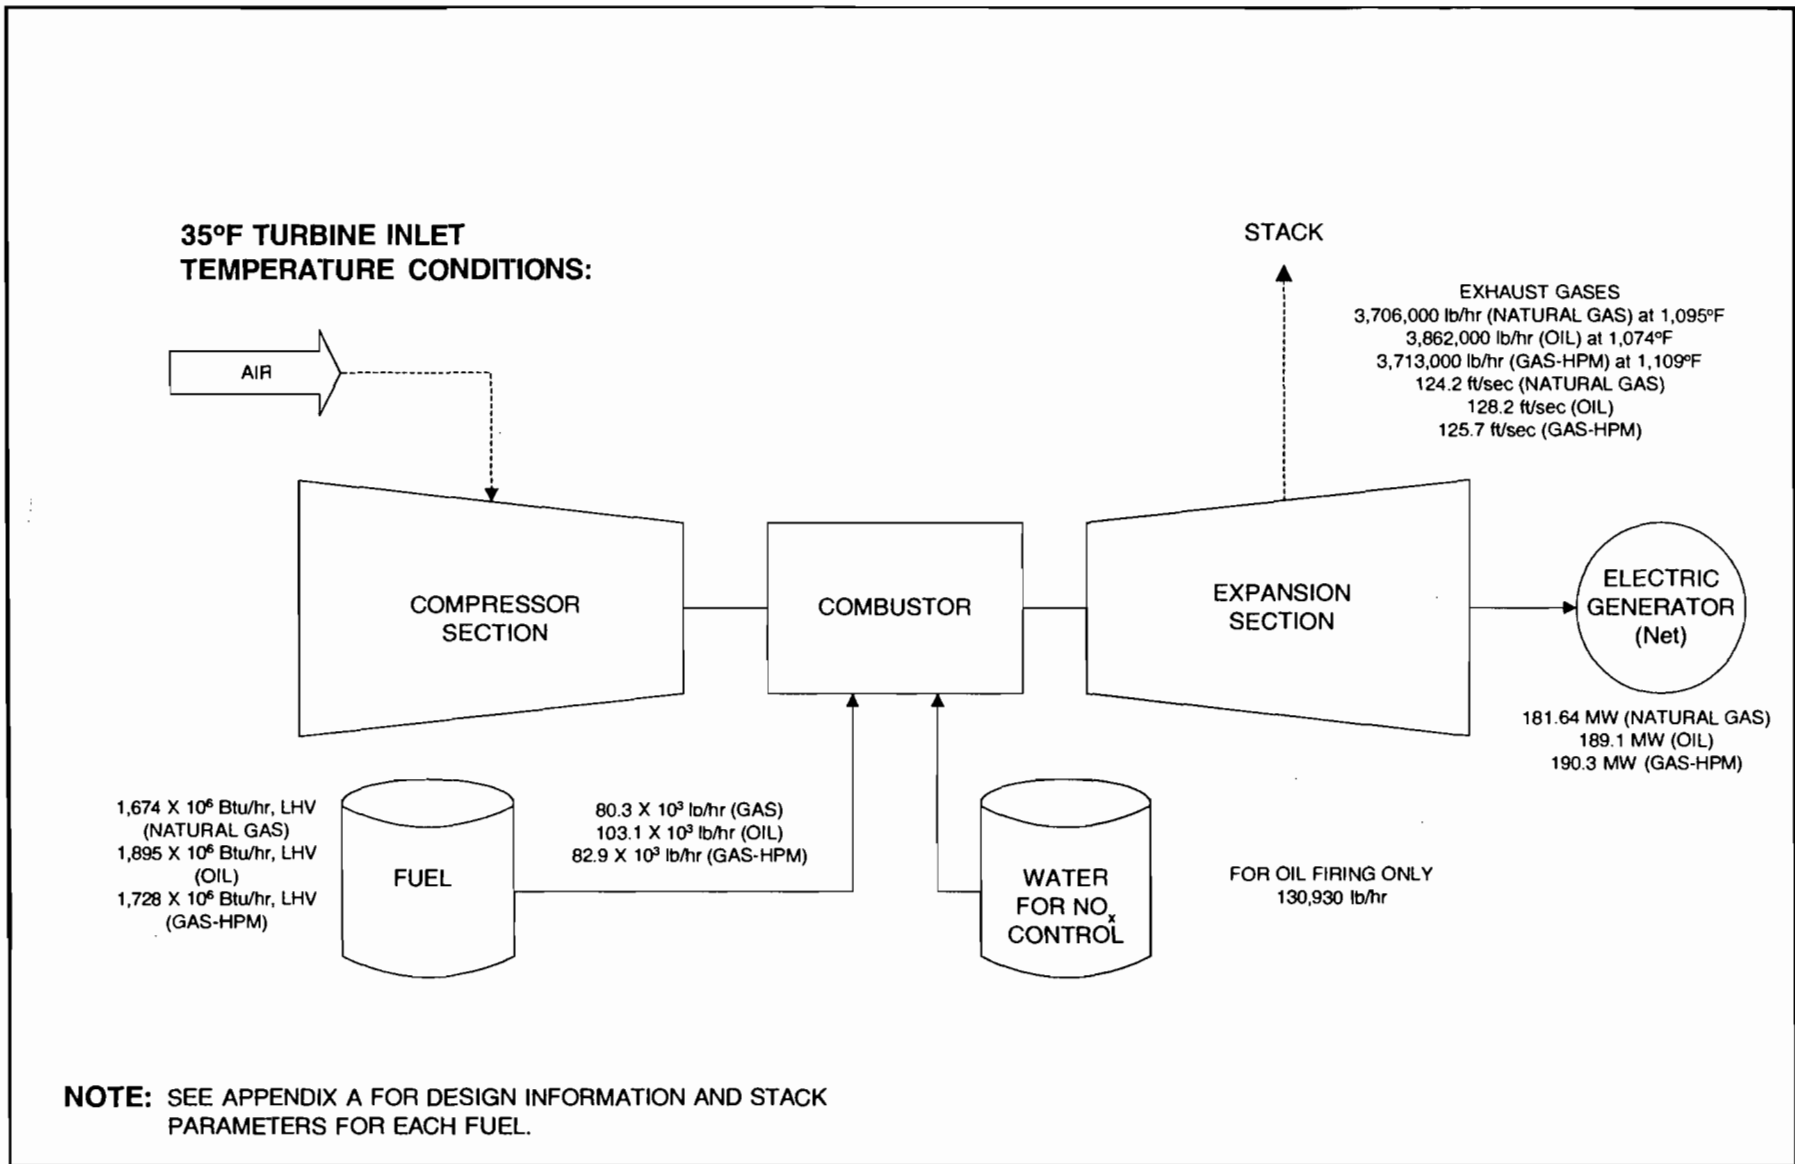 35ºF TURBINE INLET
TEMPERATURE CONDITIONS:
STACK
EXHAUST GASES
3,706,000 lb/hr (NATURAL GAS) at 1,095ºF
3,862,000 lb/hr (OIL) at 1,074ºF
3,713,000 lb/hr (GAS-HPM) at 1,109ºF
124.2 ft/sec (NATURAL GAS)
128.2 ft/sec (OIL)
125.7 ft/sec (GAS-HPM)
AIR
COMPRESSOR
SECTION
COMBUSTOR
EXPANSION
SECTION
ELECTRIC
GENERATOR
(Net)
181.64 MW (NATURAL GAS)
189.1 MW (OIL)
190.3 MW (GAS-HPM)
1,674 X 10⁶ Btu/hr, LHV
(NATURAL GAS)
1,895 X 10⁶ Btu/hr, LHV
(OIL)
1,728 X 10⁶ Btu/hr, LHV
(GAS-HPM)
FUEL
80.3 X 10³ lb/hr (GAS)
103.1 X 10³ lb/hr (OIL)
82.9 X 10³ lb/hr (GAS-HPM)
WATER
FOR NOₓ
CONTROL
FOR OIL FIRING ONLY
130,930 lb/hr
NOTE: SEE APPENDIX A FOR DESIGN INFORMATION AND STACK
PARAMETERS FOR EACH FUEL.